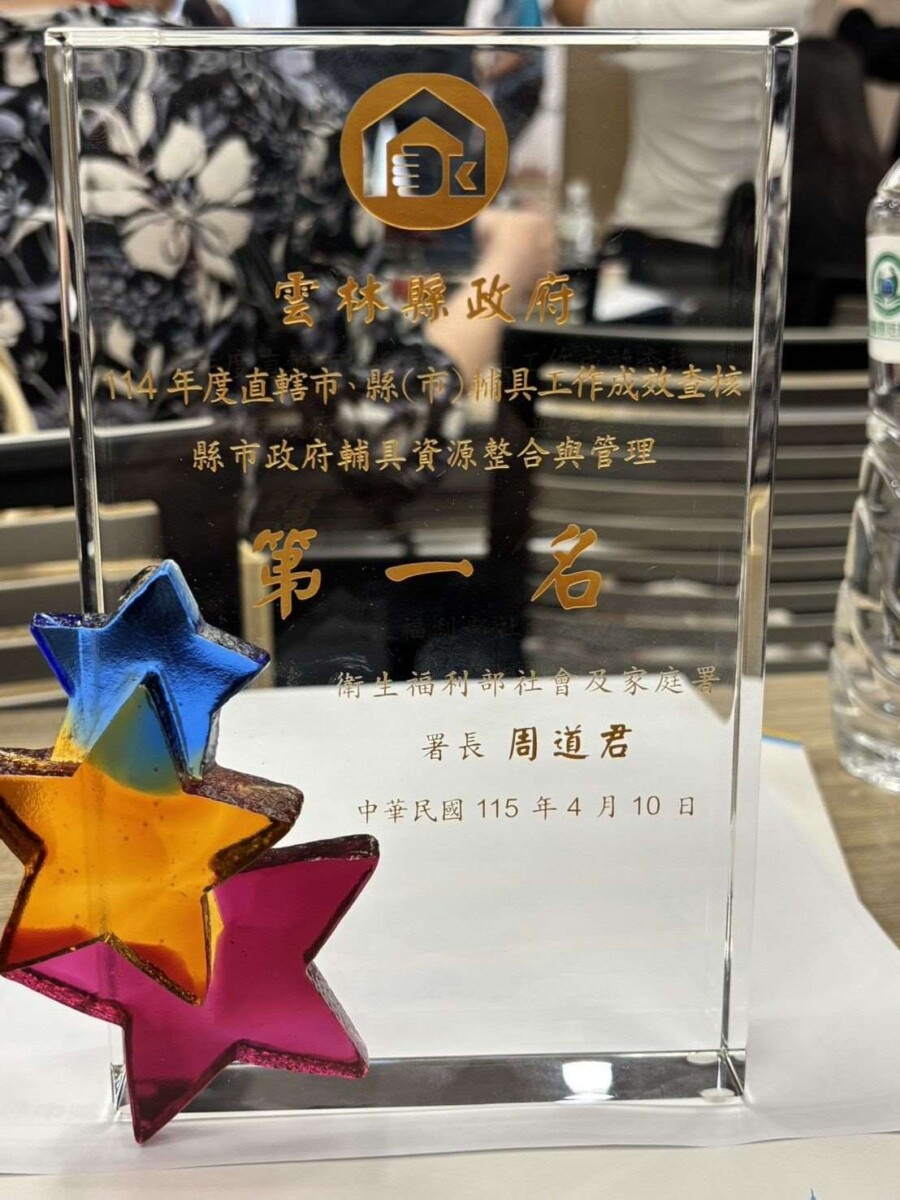 雲林縣政府
114年度直轄市、縣(市)輔具工作成效查核
縣市政府輔具資源整合與管理
第一名
衛生福利部社會及家庭署
署長 周道君
中華民國 115 年 4 月 10 日